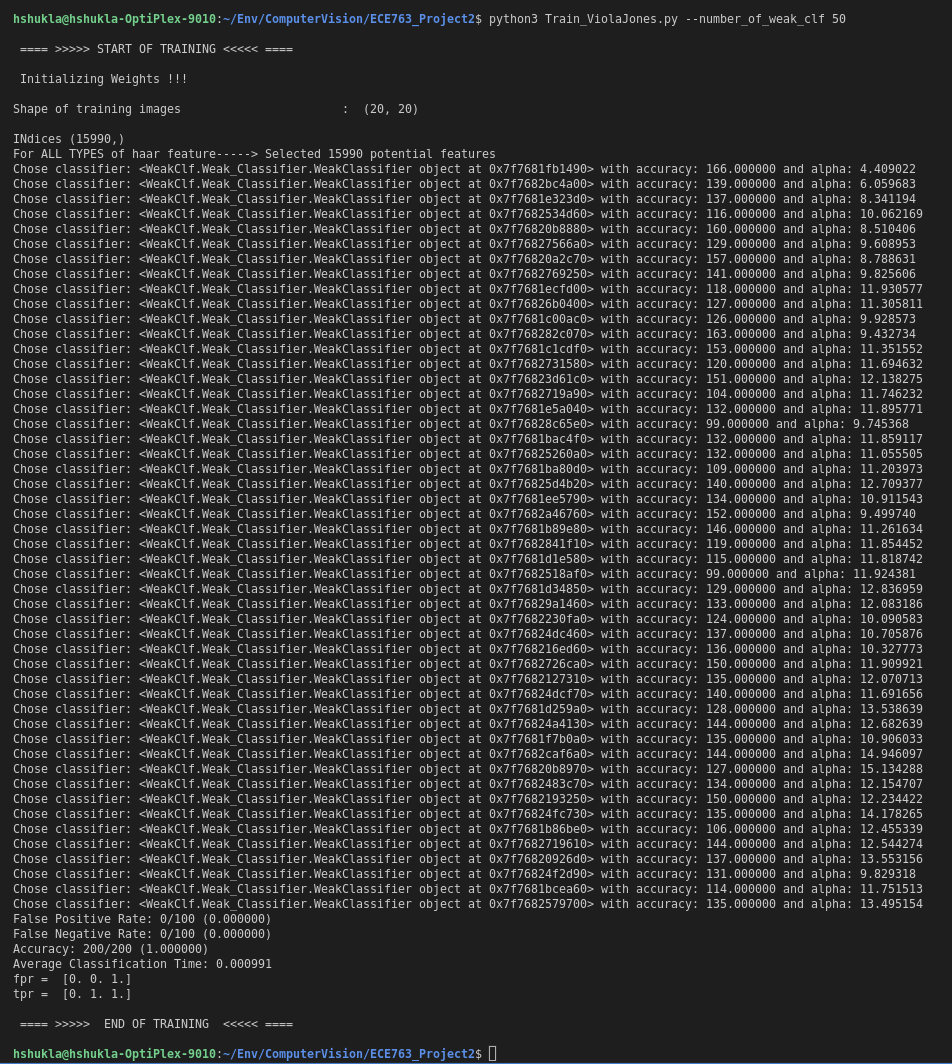 hshukla@hshukla-OptiPlex-9010:~/Env/ComputerVision/ECE763_Project2$ python3 Train_ViolaJones.py --number_of_weak_clf 50
==== >>>>> START OF TRAINING <<<<< ====
Initializing Weights !!!
Shape of training images                       :  (20, 20)
INdices (15990,)
For ALL TYPES of haar feature-----> Selected 15990 potential features
Chose classifier: <WeakClf.Weak_Classifier.WeakClassifier object at 0x7f7681fb1490> with accuracy: 166.000000 and alpha: 4.409022
Chose classifier: <WeakClf.Weak_Classifier.WeakClassifier object at 0x7f7682bc4a00> with accuracy: 139.000000 and alpha: 6.059683
Chose classifier: <WeakClf.Weak_Classifier.WeakClassifier object at 0x7f7681e323d0> with accuracy: 137.000000 and alpha: 8.341194
Chose classifier: <WeakClf.Weak_Classifier.WeakClassifier object at 0x7f7682534d60> with accuracy: 116.000000 and alpha: 10.062169
Chose classifier: <WeakClf.Weak_Classifier.WeakClassifier object at 0x7f76820b8880> with accuracy: 160.000000 and alpha: 8.510406
Chose classifier: <WeakClf.Weak_Classifier.WeakClassifier object at 0x7f76827566a0> with accuracy: 129.000000 and alpha: 9.608953
Chose classifier: <WeakClf.Weak_Classifier.WeakClassifier object at 0x7f76820a2c70> with accuracy: 157.000000 and alpha: 8.788631
Chose classifier: <WeakClf.Weak_Classifier.WeakClassifier object at 0x7f7682769250> with accuracy: 141.000000 and alpha: 9.825606
Chose classifier: <WeakClf.Weak_Classifier.WeakClassifier object at 0x7f7681ecfd00> with accuracy: 118.000000 and alpha: 11.930577
Chose classifier: <WeakClf.Weak_Classifier.WeakClassifier object at 0x7f76826b0400> with accuracy: 127.000000 and alpha: 11.305811
Chose classifier: <WeakClf.Weak_Classifier.WeakClassifier object at 0x7f7681c00ac0> with accuracy: 126.000000 and alpha: 9.928573
Chose classifier: <WeakClf.Weak_Classifier.WeakClassifier object at 0x7f768282c070> with accuracy: 163.000000 and alpha: 9.432734
Chose classifier: <WeakClf.Weak_Classifier.WeakClassifier object at 0x7f7681c1cdf0> with accuracy: 153.000000 and alpha: 11.351552
Chose classifier: <WeakClf.Weak_Classifier.WeakClassifier object at 0x7f7682731580> with accuracy: 120.000000 and alpha: 11.694632
Chose classifier: <WeakClf.Weak_Classifier.WeakClassifier object at 0x7f76823d61c0> with accuracy: 151.000000 and alpha: 12.138275
Chose classifier: <WeakClf.Weak_Classifier.WeakClassifier object at 0x7f7682719a90> with accuracy: 104.000000 and alpha: 11.746232
Chose classifier: <WeakClf.Weak_Classifier.WeakClassifier object at 0x7f7681e5a040> with accuracy: 132.000000 and alpha: 11.895771
Chose classifier: <WeakClf.Weak_Classifier.WeakClassifier object at 0x7f76828c65e0> with accuracy: 99.000000 and alpha: 9.745368
Chose classifier: <WeakClf.Weak_Classifier.WeakClassifier object at 0x7f7681bac4f0> with accuracy: 132.000000 and alpha: 11.859117
Chose classifier: <WeakClf.Weak_Classifier.WeakClassifier object at 0x7f76825260a0> with accuracy: 132.000000 and alpha: 11.055505
Chose classifier: <WeakClf.Weak_Classifier.WeakClassifier object at 0x7f7681ba80d0> with accuracy: 109.000000 and alpha: 11.203973
Chose classifier: <WeakClf.Weak_Classifier.WeakClassifier object at 0x7f76825d4b20> with accuracy: 140.000000 and alpha: 12.709377
Chose classifier: <WeakClf.Weak_Classifier.WeakClassifier object at 0x7f7681ee5790> with accuracy: 134.000000 and alpha: 10.911543
Chose classifier: <WeakClf.Weak_Classifier.WeakClassifier object at 0x7f7682a46760> with accuracy: 152.000000 and alpha: 9.499740
Chose classifier: <WeakClf.Weak_Classifier.WeakClassifier object at 0x7f7681b89e80> with accuracy: 146.000000 and alpha: 11.261634
Chose classifier: <WeakClf.Weak_Classifier.WeakClassifier object at 0x7f7682841f10> with accuracy: 119.000000 and alpha: 11.854452
Chose classifier: <WeakClf.Weak_Classifier.WeakClassifier object at 0x7f7681d1e580> with accuracy: 115.000000 and alpha: 11.818742
Chose classifier: <WeakClf.Weak_Classifier.WeakClassifier object at 0x7f7682518af0> with accuracy: 99.000000 and alpha: 11.924381
Chose classifier: <WeakClf.Weak_Classifier.WeakClassifier object at 0x7f7681d34850> with accuracy: 129.000000 and alpha: 12.836959
Chose classifier: <WeakClf.Weak_Classifier.WeakClassifier object at 0x7f76829a1460> with accuracy: 133.000000 and alpha: 12.083186
Chose classifier: <WeakClf.Weak_Classifier.WeakClassifier object at 0x7f7682230fa0> with accuracy: 124.000000 and alpha: 10.090583
Chose classifier: <WeakClf.Weak_Classifier.WeakClassifier object at 0x7f76824dc460> with accuracy: 137.000000 and alpha: 10.705876
Chose classifier: <WeakClf.Weak_Classifier.WeakClassifier object at 0x7f768216ed60> with accuracy: 136.000000 and alpha: 10.327773
Chose classifier: <WeakClf.Weak_Classifier.WeakClassifier object at 0x7f7682726ca0> with accuracy: 150.000000 and alpha: 11.909921
Chose classifier: <WeakClf.Weak_Classifier.WeakClassifier object at 0x7f7682127310> with accuracy: 135.000000 and alpha: 12.070713
Chose classifier: <WeakClf.Weak_Classifier.WeakClassifier object at 0x7f76824dcf70> with accuracy: 140.000000 and alpha: 11.691656
Chose classifier: <WeakClf.Weak_Classifier.WeakClassifier object at 0x7f7681d259a0> with accuracy: 128.000000 and alpha: 13.538639
Chose classifier: <WeakClf.Weak_Classifier.WeakClassifier object at 0x7f76824a4130> with accuracy: 144.000000 and alpha: 12.682639
Chose classifier: <WeakClf.Weak_Classifier.WeakClassifier object at 0x7f7681f7b0a0> with accuracy: 135.000000 and alpha: 10.906033
Chose classifier: <WeakClf.Weak_Classifier.WeakClassifier object at 0x7f7682caf6a0> with accuracy: 144.000000 and alpha: 14.946097
Chose classifier: <WeakClf.Weak_Classifier.WeakClassifier object at 0x7f76820b8970> with accuracy: 127.000000 and alpha: 15.134288
Chose classifier: <WeakClf.Weak_Classifier.WeakClassifier object at 0x7f7682483c70> with accuracy: 134.000000 and alpha: 12.154707
Chose classifier: <WeakClf.Weak_Classifier.WeakClassifier object at 0x7f7682193250> with accuracy: 150.000000 and alpha: 12.234422
Chose classifier: <WeakClf.Weak_Classifier.WeakClassifier object at 0x7f76824fc730> with accuracy: 135.000000 and alpha: 14.178265
Chose classifier: <WeakClf.Weak_Classifier.WeakClassifier object at 0x7f7681b86be0> with accuracy: 106.000000 and alpha: 12.455339
Chose classifier: <WeakClf.Weak_Classifier.WeakClassifier object at 0x7f7682719610> with accuracy: 144.000000 and alpha: 12.544274
Chose classifier: <WeakClf.Weak_Classifier.WeakClassifier object at 0x7f76820926d0> with accuracy: 137.000000 and alpha: 13.553156
Chose classifier: <WeakClf.Weak_Classifier.WeakClassifier object at 0x7f76824f2d90> with accuracy: 131.000000 and alpha: 9.829318
Chose classifier: <WeakClf.Weak_Classifier.WeakClassifier object at 0x7f7681bcea60> with accuracy: 114.000000 and alpha: 11.751513
Chose classifier: <WeakClf.Weak_Classifier.WeakClassifier object at 0x7f7682579700> with accuracy: 135.000000 and alpha: 13.495154
False Positive Rate: 0/100 (0.000000)
False Negative Rate: 0/100 (0.000000)
Accuracy: 200/200 (1.000000)
Average Classification Time: 0.000991
fpr =  [0. 0. 1.]
tpr =  [0. 1. 1.]
==== >>>>>  END OF TRAINING  <<<<< ====
hshukla@hshukla-OptiPlex-9010:~/Env/ComputerVision/ECE763_Project2$